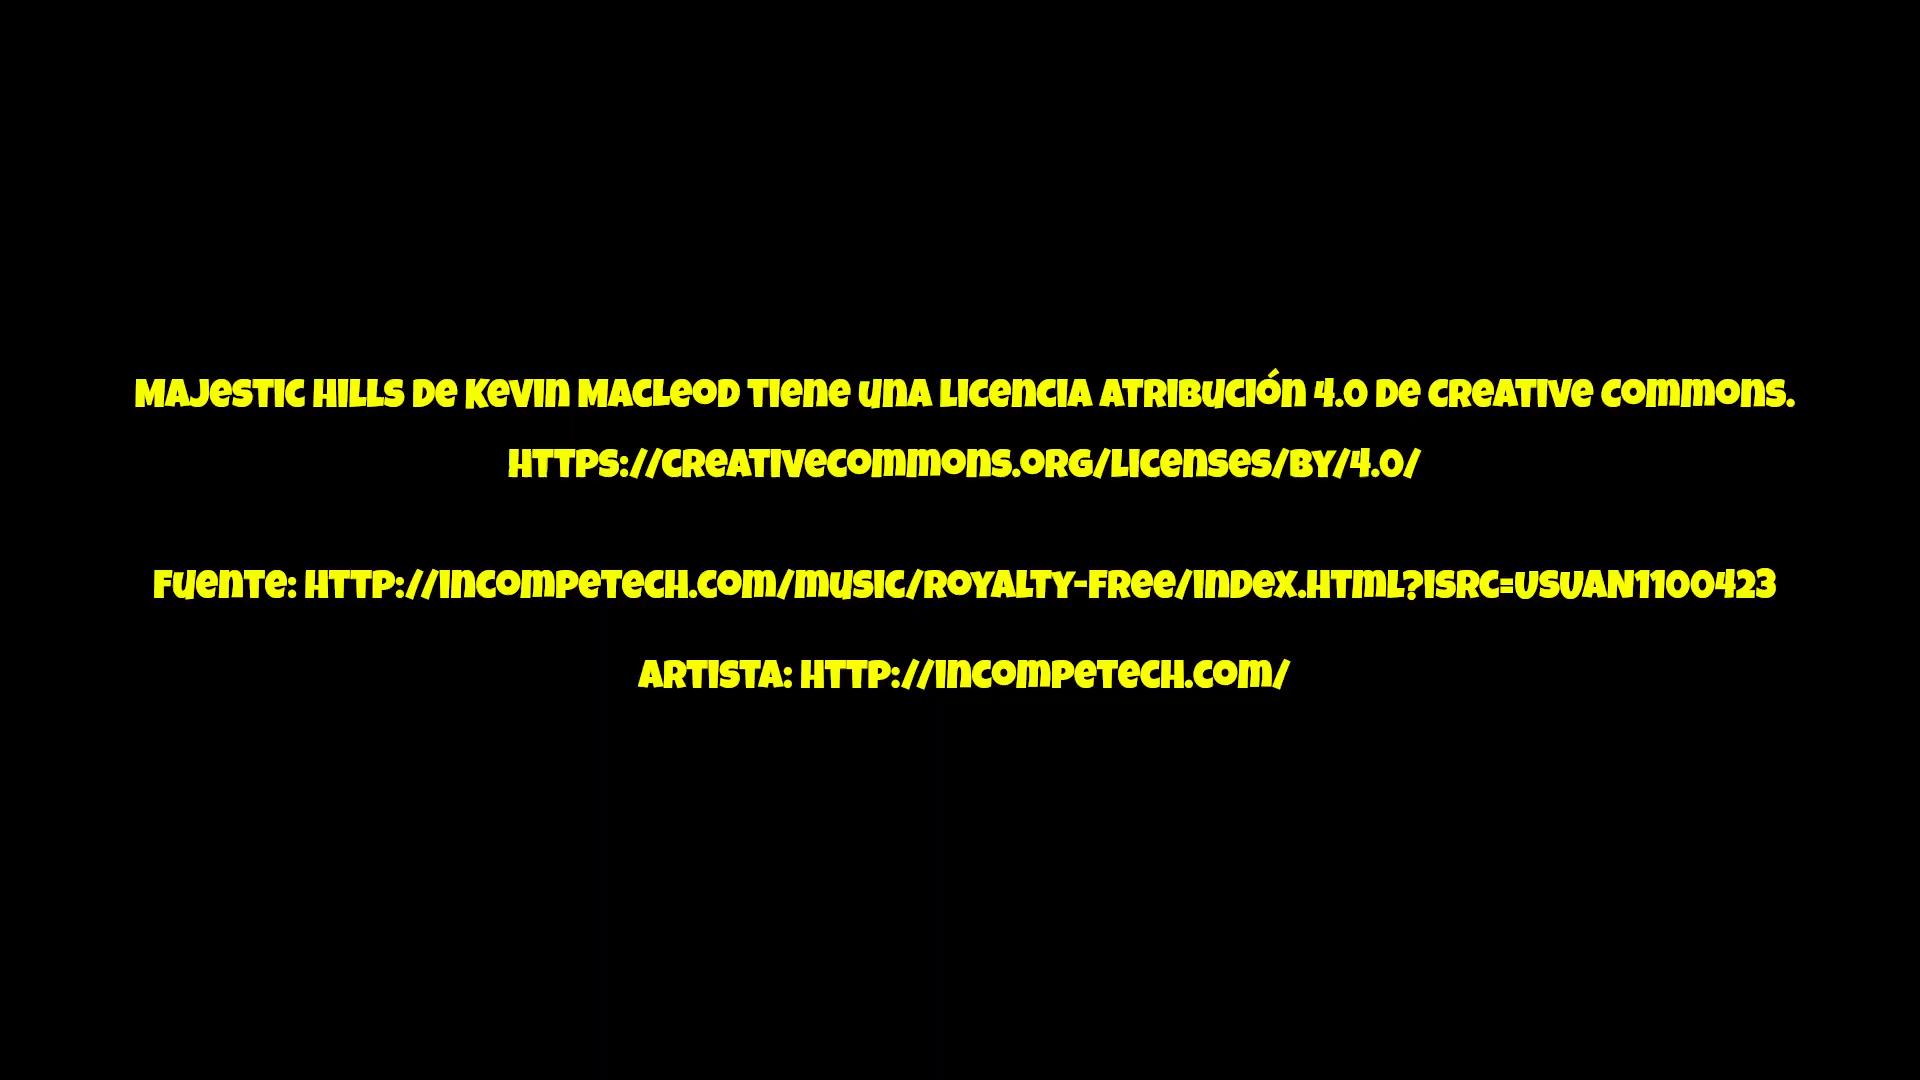 Majestic Hills de Kevin MacLeod tiene una licencia Atribución 4.0 de Creative Commons.
https://creativecommons.org/licenses/by/4.0/
Fuente: http://incompetech.com/music/royalty-free/index.html?isrc=USUAN1100423
Artista: http://incompetech.com/